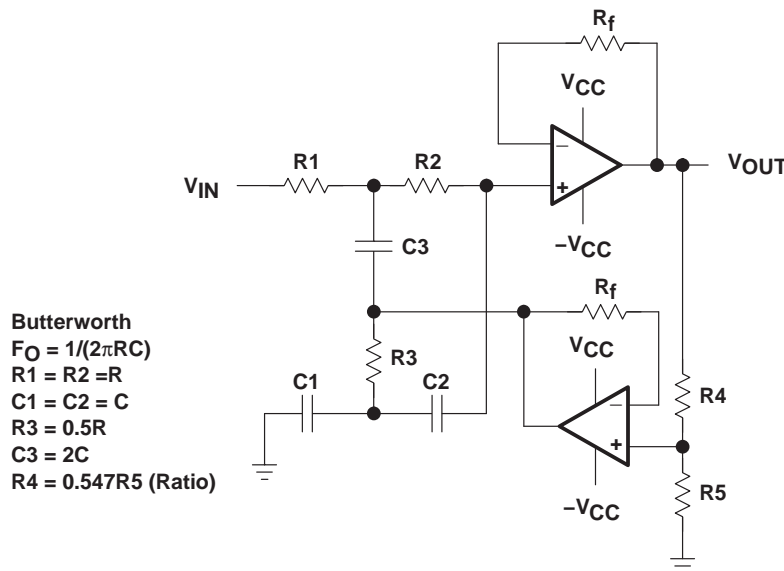 Rf
VCC
R1
R2
VIN
−
+
VOUT
C3
−VCC
Rf
Butterworth
FO = 1/(2πRC)
R1 = R2 =R
C1 = C2 = C
R3 = 0.5R
C3 = 2C
R4 = 0.547R5 (Ratio)
R3
VCC
C1
C2
−
+
R4
−VCC
R5